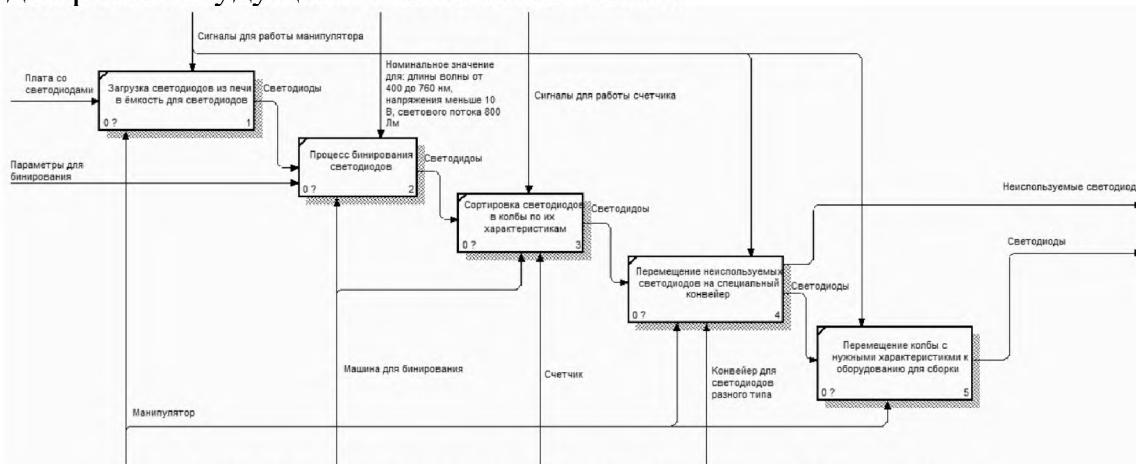 Сигналы для работы манипулятора
Плата со
светодиодами
Загрузка светодиодов из печи
в ёмкость для светодиодов
0 ?
1
Светодиоды
Номинальное значение
для: длины волны от
400 до 760 нм,
напряжения меньше 10
В, светового потока 800
Лм
Сигналы для работы счетчика
Параметры для
бинирования
Процесс бинирования
светодиодов
0 ?
2
Светодидоы
Сортировка светодиодов
в колбы по их
характеристикам
0 ?
3
Светодидоы
Неиспользуемые светодиод
Светодиоды
Перемещение неиспользуемых
светодиодов на специальный
конвейер
0 ?
4
Светодиоды
Перемещение колбы с
нужными характеристикми к
оборудованию для сборки
0 ?
5
Машина для бинирования
Счетчик
Конвейер для
светодиодов
разного типа
Манипулятор